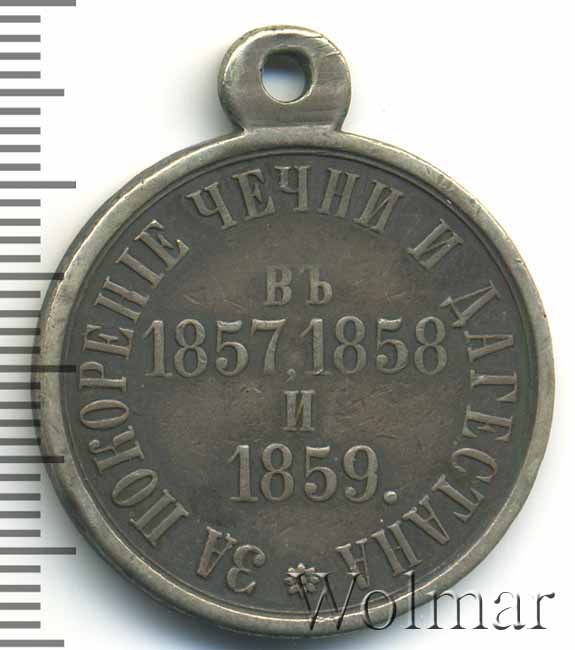 ЗА ПОКОРЕНІЕ ЧЕЧНИ И ДАГЕСТАНА
ВЪ
1857, 1858
И
1859.
Wolmar